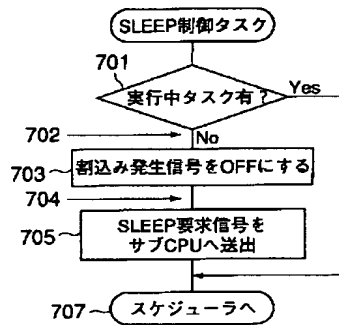 SLEEP制御タスク
701
実行中タスク有？
Yes
702
No
703
割込み発生信号をOFFにする
704
705
SLEEP要求信号を
サブCPUへ送出
707
スケジューラへ